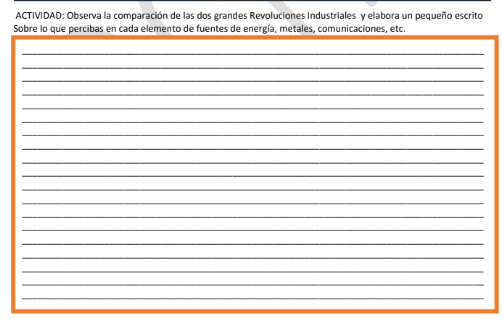 ACTIVIDAD: Observa la comparación de las dos grandes Revoluciones Industriales y elabora un pequeño escrito
Sobre lo que percibas en cada elemento de fuentes de energía, metales, comunicaciones, etc.